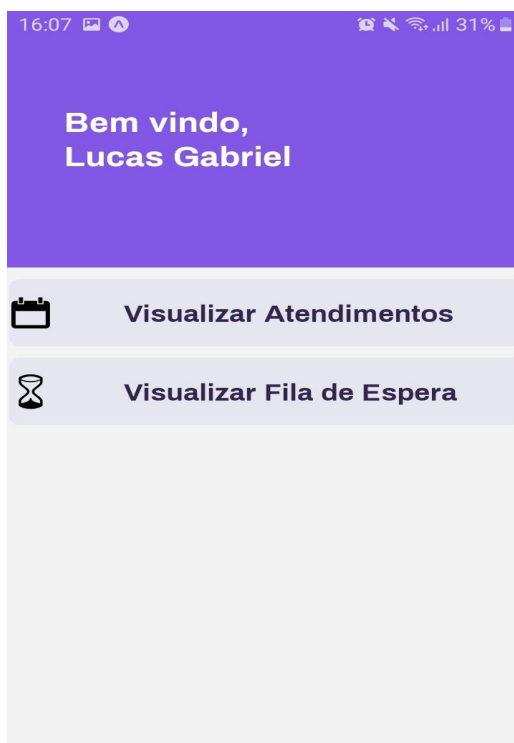 16:07 31%
Bem vindo,
Lucas Gabriel
Visualizar Atendimentos
Visualizar Fila de Espera